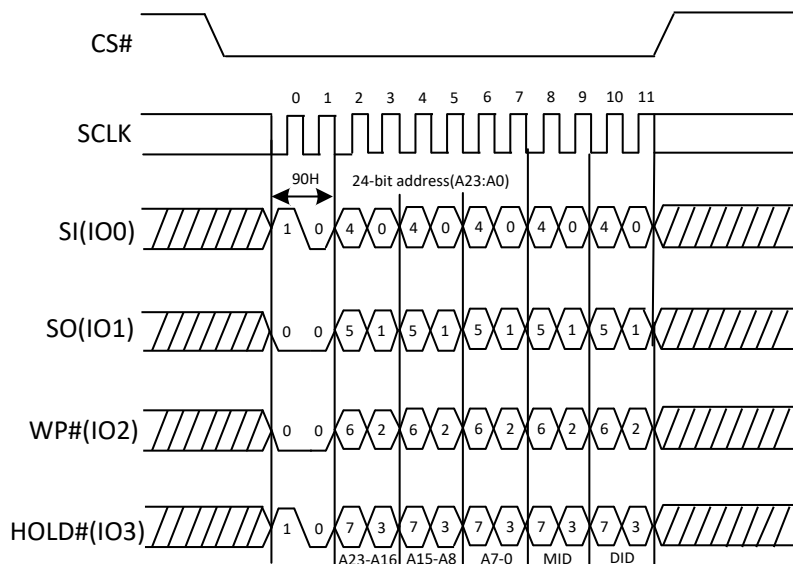 CS#
0 1 2 3 4 5 6 7 8 9 10 11
SCLK
90H 24-bit address(A23:A0)
SI(IO0) 1 0 4 0 4 0 4 0 4 0 4 0
SO(IO1) 0 0 5 1 5 1 5 1 5 1 5 1
WP#(IO2) 0 0 6 2 6 2 6 2 6 2 6 2
HOLD#(IO3) 1 0 7 3 7 3 7 3 7 3 7 3
A23-A16 A15-A8 A7-0 MID DID